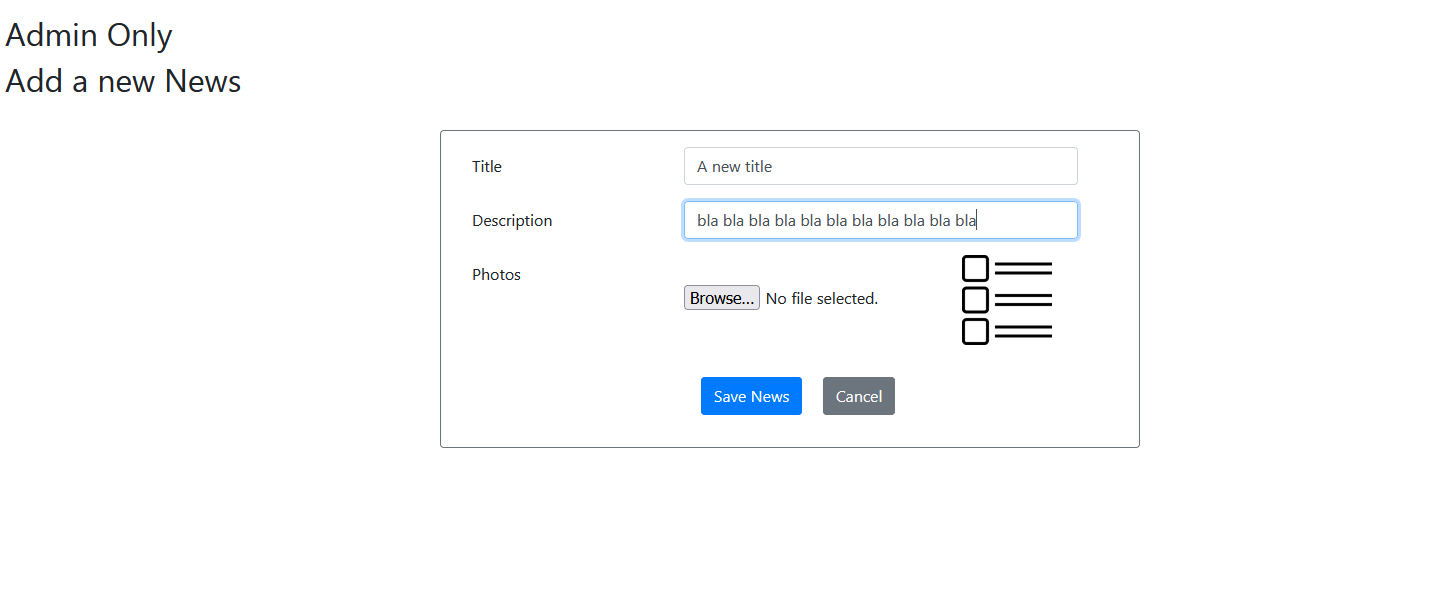 Admin Only
Add a new News
Title A new title
Description bla bla bla bla bla bla bla bla bla bla bla
Photos
Browse... No file selected.
Save News Cancel